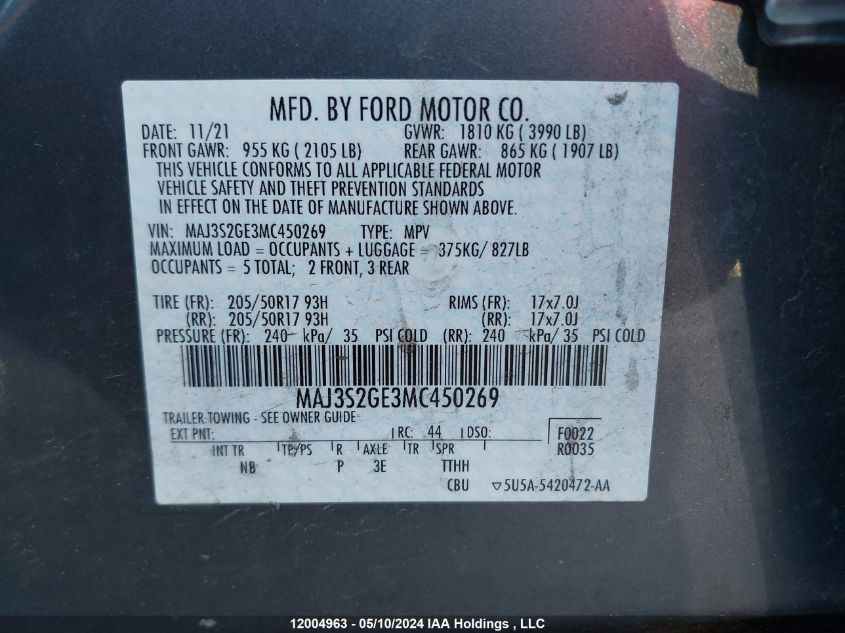 MFD. BY FORD MOTOR CO.
DATE: 11/21 GVWR: 1810 KG ( 3990 LB)
FRONT GAWR: 955 KG ( 2105 LB) REAR GAWR: 865 KG ( 1907 LB)
THIS VEHICLE CONFORMS TO ALL APPLICABLE FEDERAL MOTOR
VEHICLE SAFETY AND THEFT PREVENTION STANDARDS
IN EFFECT ON THE DATE OF MANUFACTURE SHOWN ABOVE.
VIN: MAJ3S2GE3MC450269 TYPE: MPV
MAXIMUM LOAD = OCCUPANTS + LUGGAGE = 375KG/ 827LB
OCCUPANTS = 5 TOTAL; 2 FRONT, 3 REAR
TIRE (FR): 205/50R17 93H RIMS (FR): 17x7.0J
(RR): 205/50R17 93H (RR): 17x7.0J
PRESSURE (FR): 240 kPa/ 35 PSI COLD (RR): 240 kPa/ 35 PSI COLD
MAJ3S2GE3MC450269
TRAILER TOWING - SEE OWNER GUIDE
EXT PNT: RC: 44 DSO: F0022
INT TR TP/PS R AXLE TR SPR R0035
NB P 3E TTHH
CBU ▽5U5A-5420472-AA
12004963 - 05/10/2024 IAA Holdings , LLC